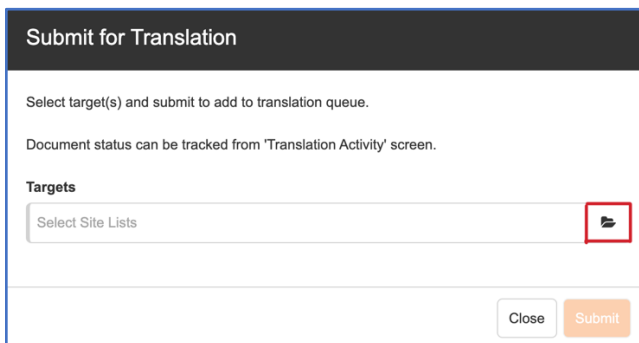 Submit for Translation
Select target(s) and submit to add to translation queue.
Document status can be tracked from 'Translation Activity' screen.
Targets
Select Site Lists
Close Submit